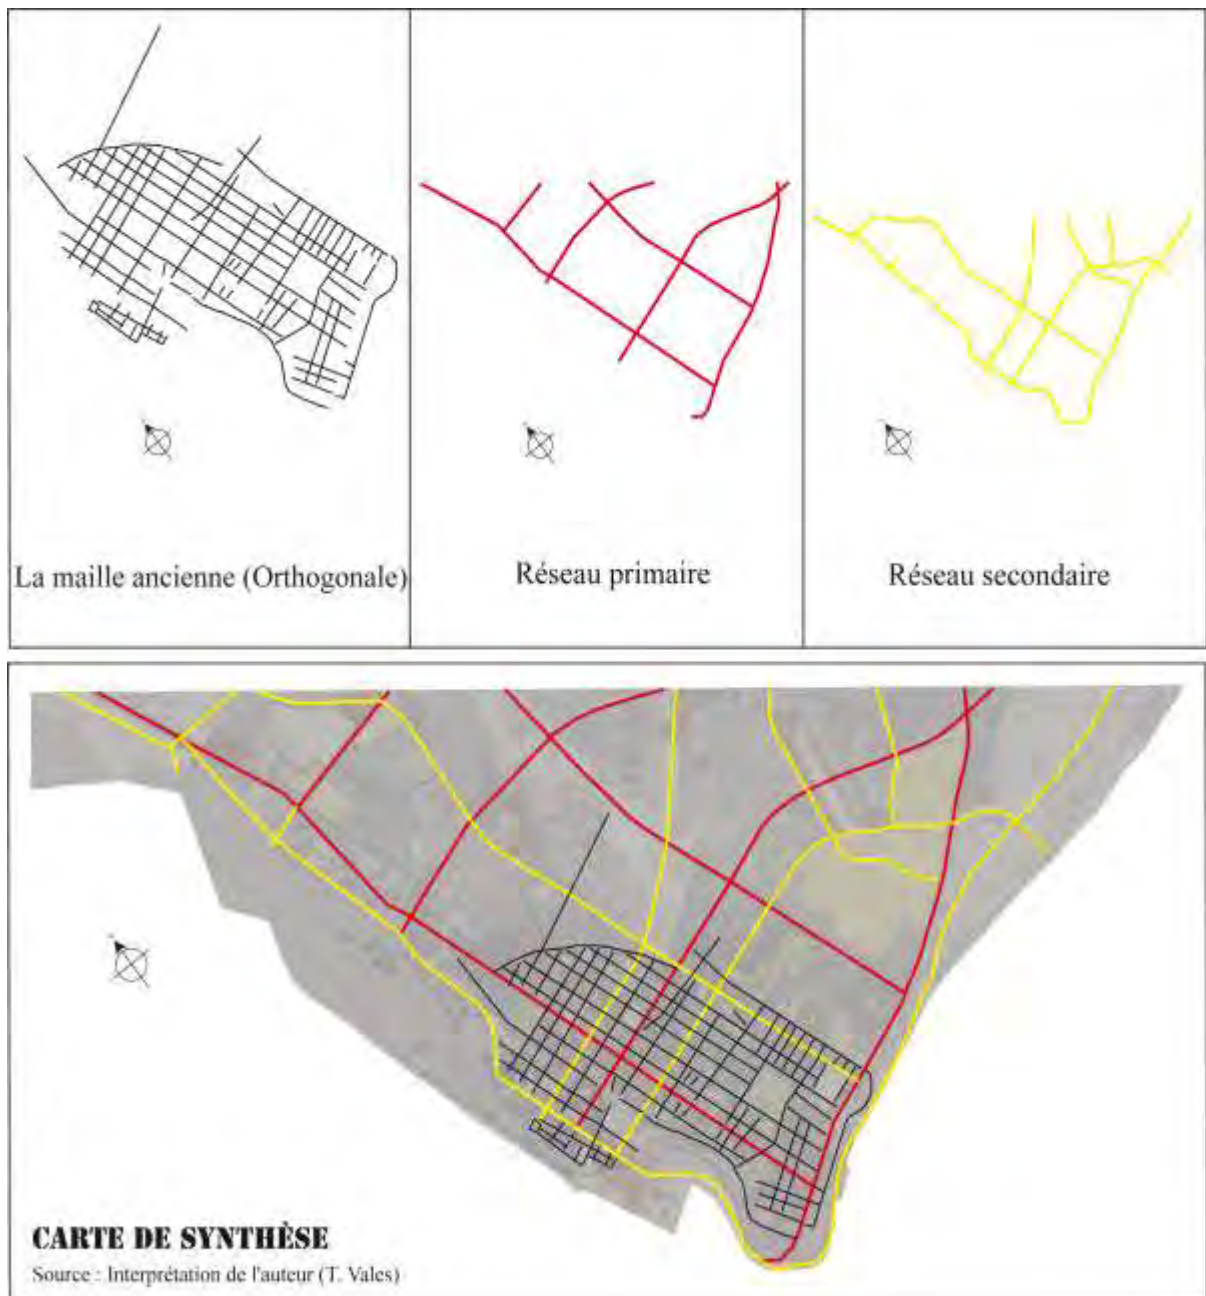 La maille ancienne (Orthogonale)
Réseau primaire
Réseau secondaire
CARTE DE SYNTHÈSE
Source : Interprétation de l'auteur (T. Vales)